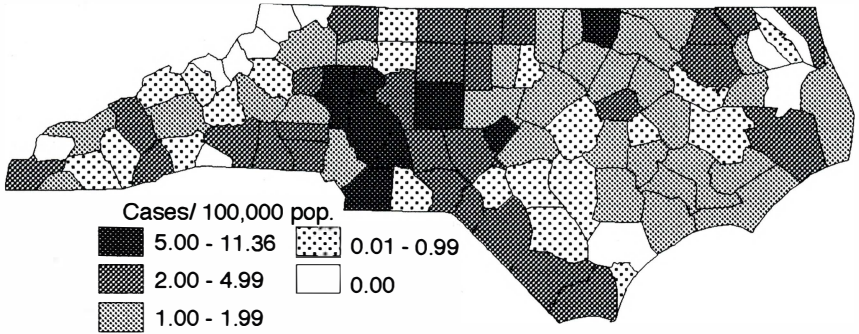 Cases/ 100,000 pop.
5.00 - 11.36
0.01 - 0.99
2.00 - 4.99
0.00
1.00 - 1.99